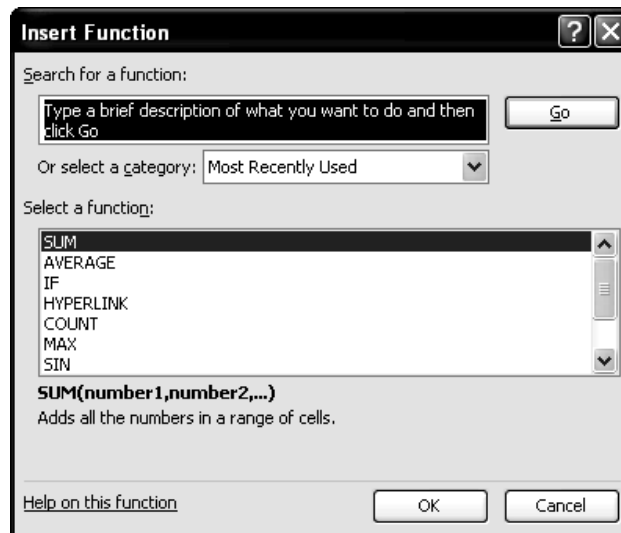 Insert Function
Search for a function:
Type a brief description of what you want to do and then
click Go
Go
Or select a category: Most Recently Used
Select a function:
SUM
AVERAGE
IF
HYPERLINK
COUNT
MAX
SIN
SUM(number1,number2,...)
Adds all the numbers in a range of cells.
Help on this function
OK
Cancel